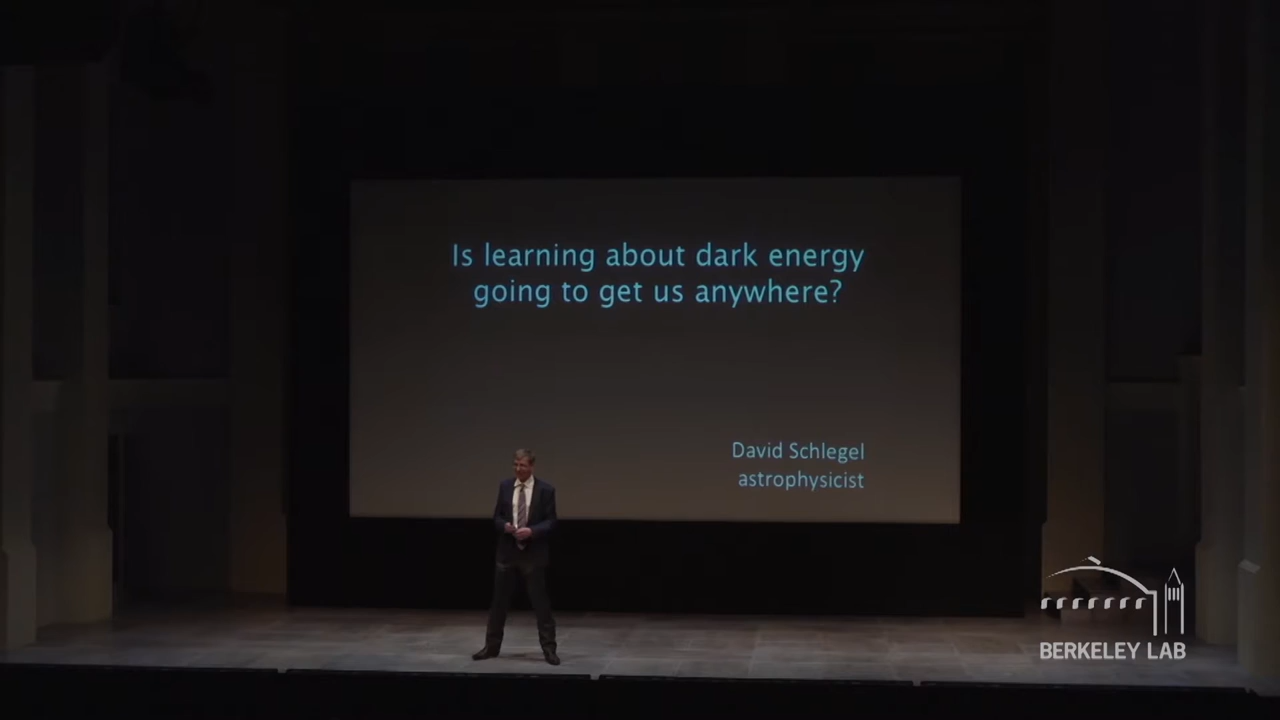 Is learning about dark energy
going to get us anywhere?
David Schlegel
astrophysicist
BERKELEY LAB